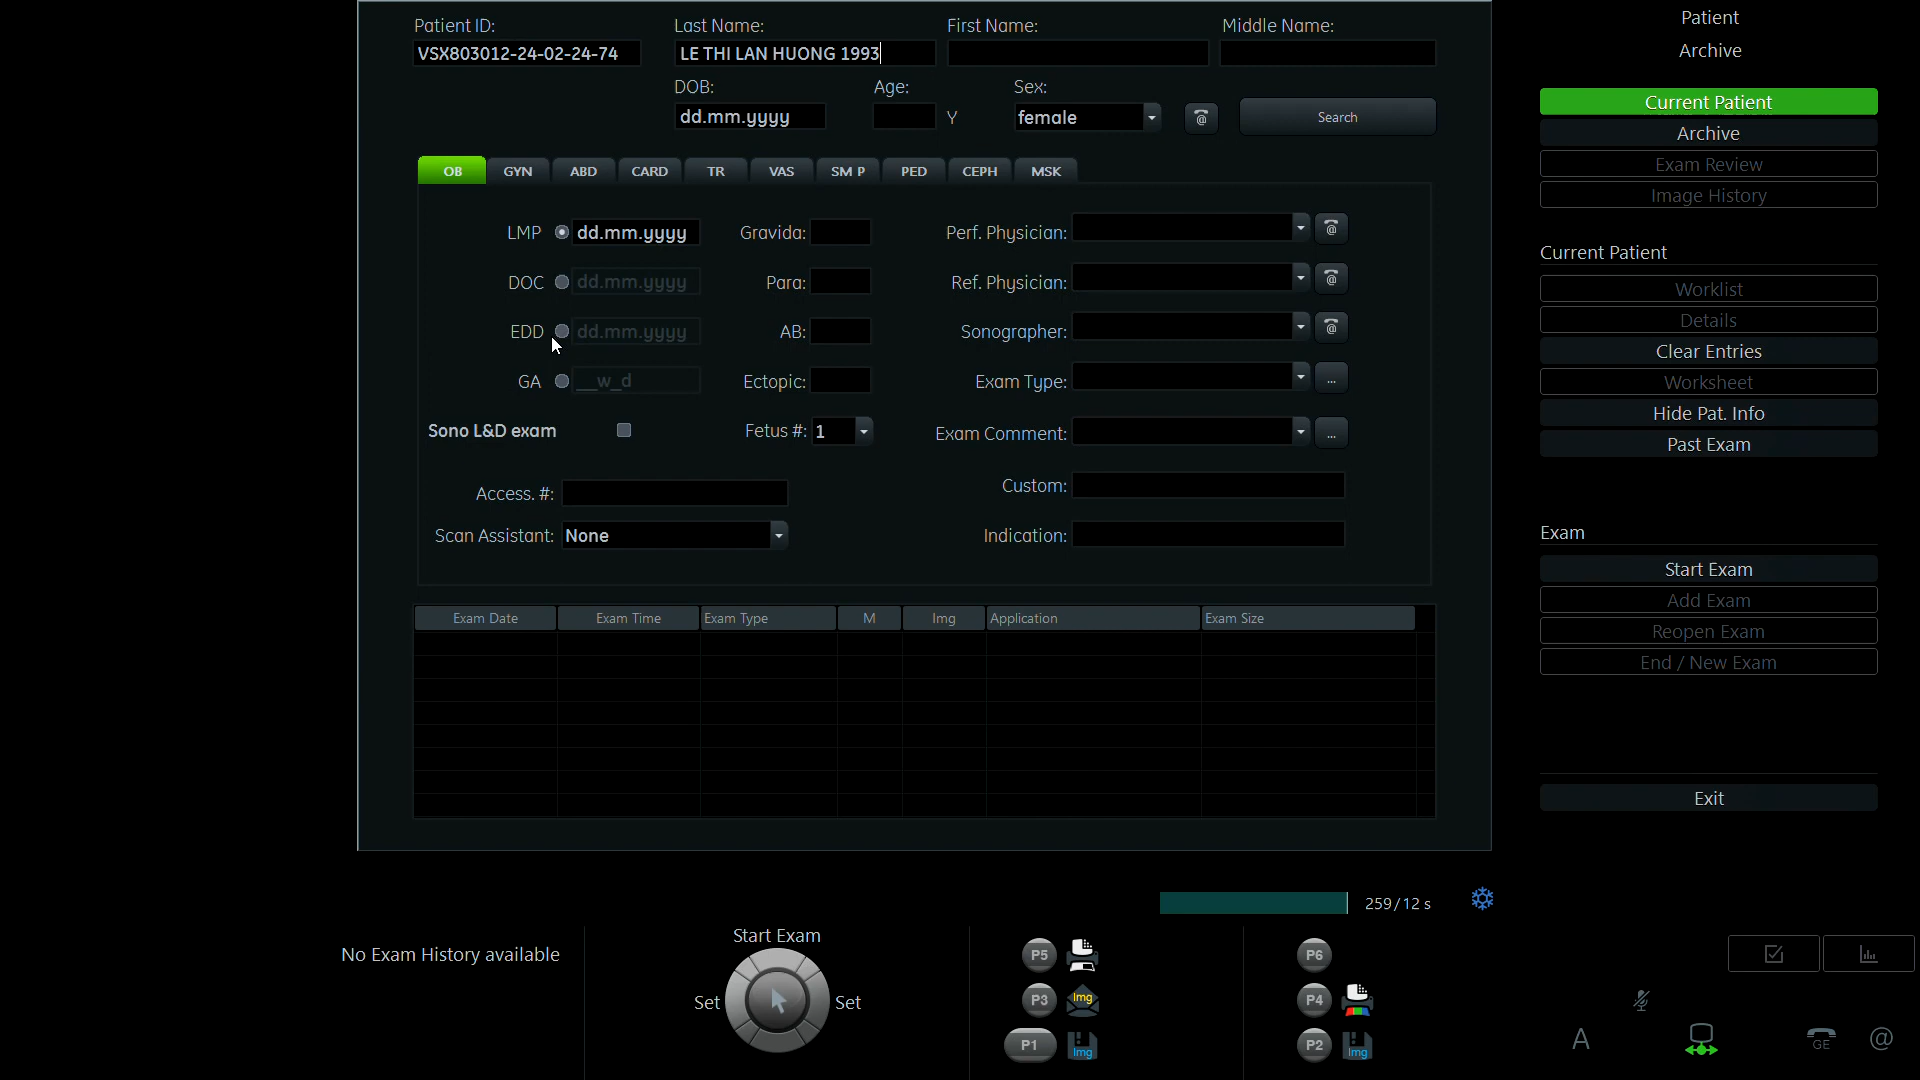 Patient ID: Last Name: First Name: Middle Name:
VSX803012-24-02-24-74 LE THI LAN HUONG 1993
DOB: Age: Sex:
dd.mm.yyyy Y female @ Search
OB GYN ABD CARD TR VAS SM P PED CEPH MSK
LMP dd.mm.yyyy Gravida: Perf. Physician: @
DOC dd.mm.yyyy Para: Ref. Physician: @
EDD dd.mm.yyyy AB: Sonographer: @
GA __w_d Ectopic: Exam Type: ...
Sono L&D exam Fetus #: 1 Exam Comment: ...
Access. #: Custom:
Scan Assistant: None Indication:
Exam Date Exam Time Exam Type M Img Application Exam Size
259/12 s
No Exam History available
Start Exam
Set Set
P5
P3 Img
P1 Img
P6
P4
P2 Img
Patient
Archive
Current Patient
Archive
Exam Review
Image History
Current Patient
Worklist
Details
Clear Entries
Worksheet
Hide Pat. Info
Past Exam
Exam
Start Exam
Add Exam
Reopen Exam
End / New Exam
Exit
A GE @